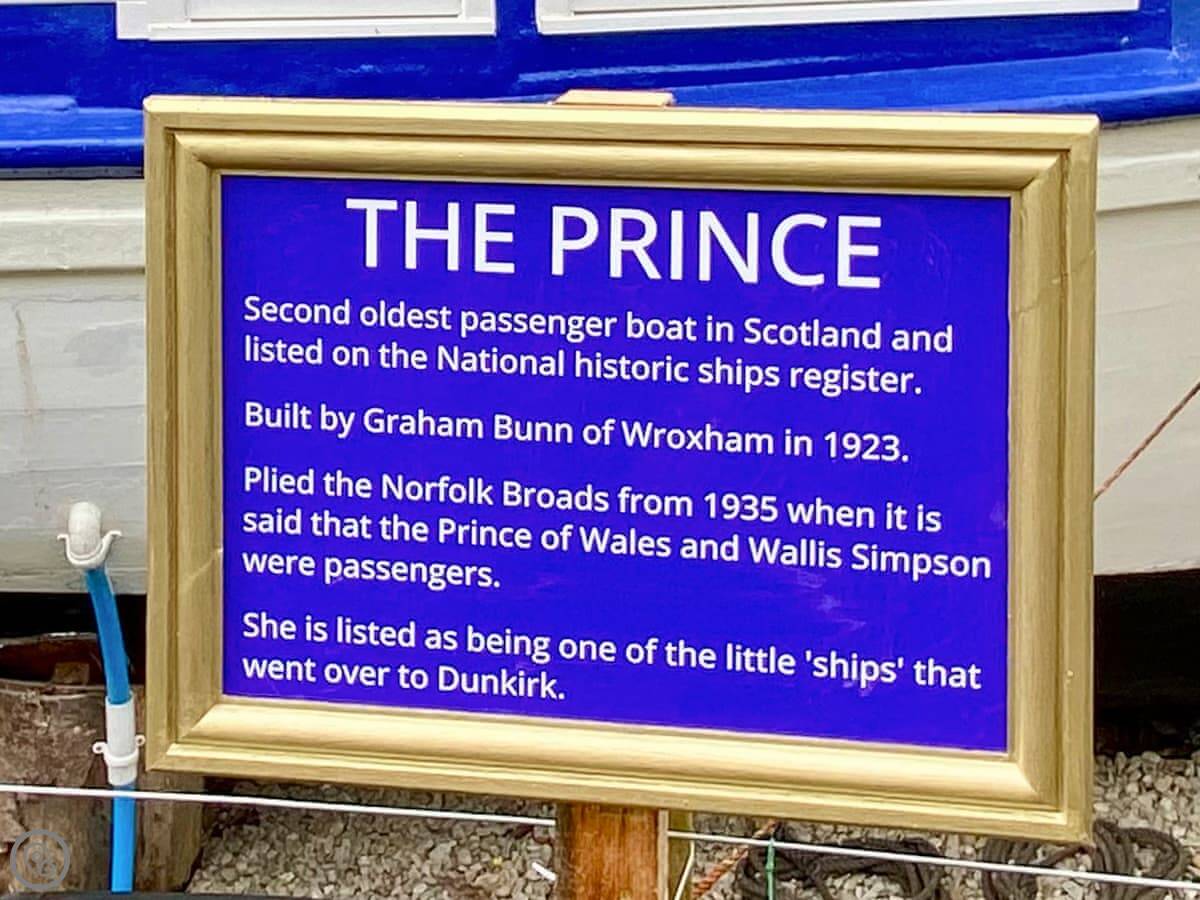 THE PRINCE
Second oldest passenger boat in Scotland and
listed on the National historic ships register.
Built by Graham Bunn of Wroxham in 1923.
Plied the Norfolk Broads from 1935 when it is
said that the Prince of Wales and Wallis Simpson
were passengers.
She is listed as being one of the little 'ships' that
went over to Dunkirk.